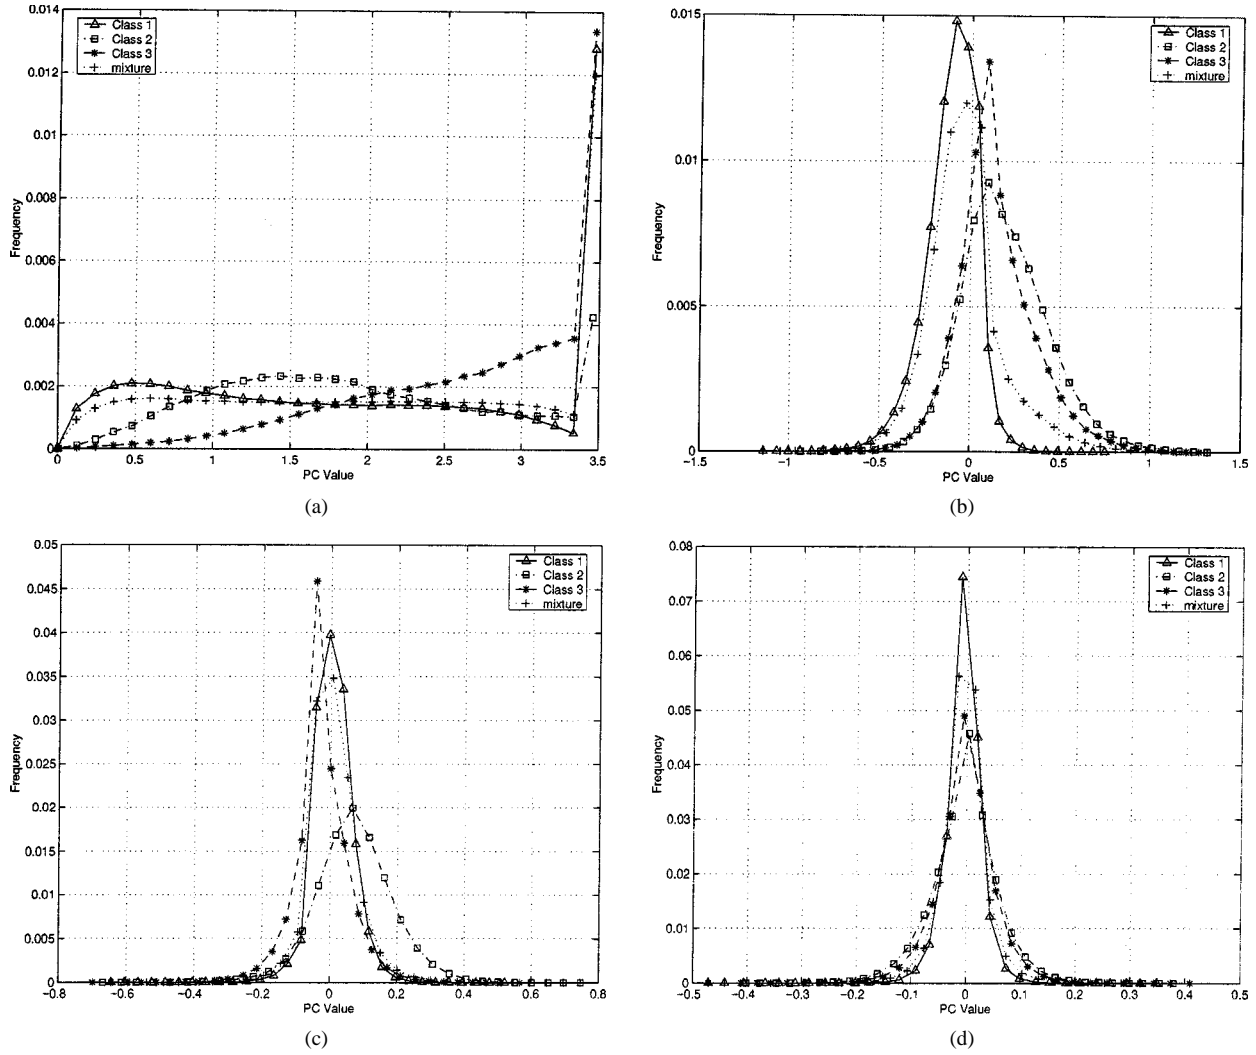 0.014
0.012
0.01
0.008
0.006
0.004
0.002
0
Frequency
Class 1
Class 2
Class 3
mixture
0 0.5 1 1.5 2 2.5 3 3.5
PC Value
(a)
0.015
0.01
0.005
0
Frequency
Class 1
Class 2
Class 3
mixture
−1.5 −1 −0.5 0 0.5 1 1.5
PC Value
(b)
0.05
0.045
0.04
0.035
0.03
0.025
0.02
0.015
0.01
0.005
0
Frequency
Class 1
Class 2
Class 3
mixture
−0.8 −0.6 −0.4 −0.2 0.0 0.2 0.4 0.6 0.8
PC Value
(c)
0.08
0.07
0.06
0.05
0.04
0.03
0.02
0.01
0
Frequency
Class 1
Class 2
Class 3
mixture
−0.5 −0.4 −0.3 −0.2 −0.1 0 0.1 0.2 0.3 0.4 0.5
PC Value
(d)